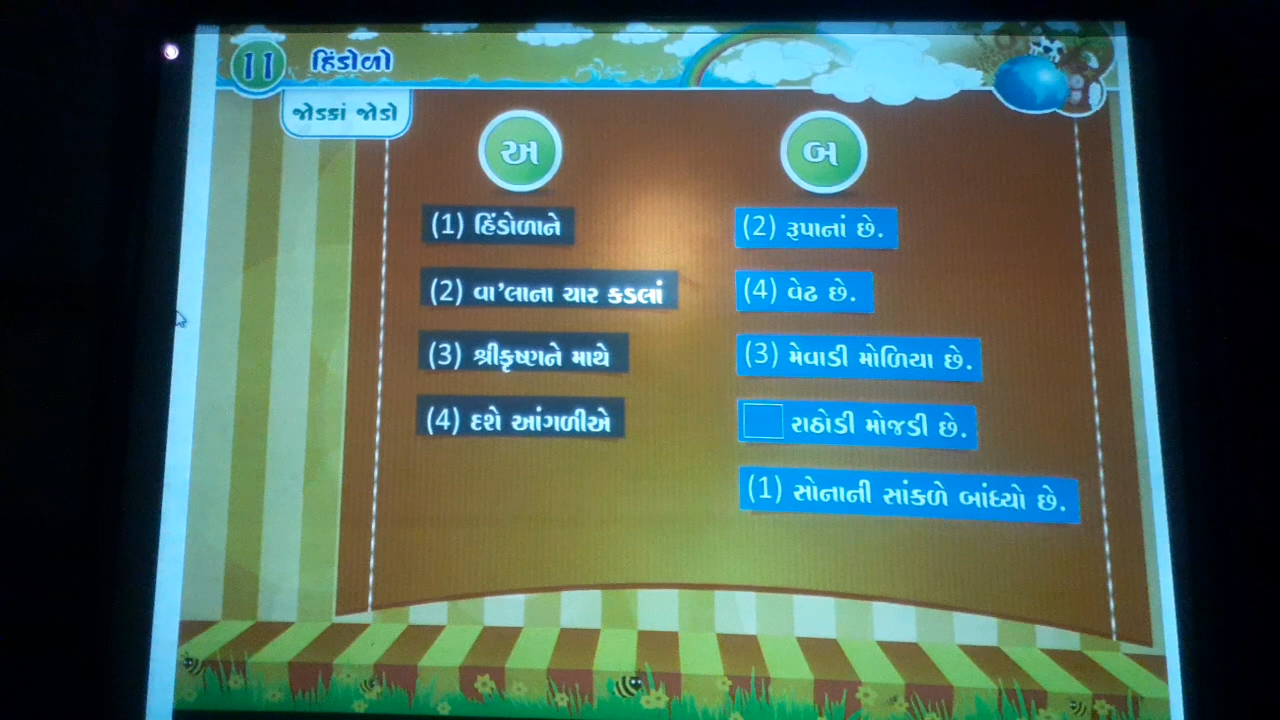 11 હિંડોળો
જોડકાં જોડો
અ
બ
(1) હિંડોળાને
(2) રૂપાનાં છે.
(2) વા'લાના ચાર કડલાં
(4) વેઢ છે.
(3) શ્રીકૃષ્ણને માથે
(3) મેવાડી મોળિયા છે.
(4) દશે આંગળીએ
રાઠોડી મોજડી છે.
(1) સોનાની સાંકળે બાંધ્યો છે.